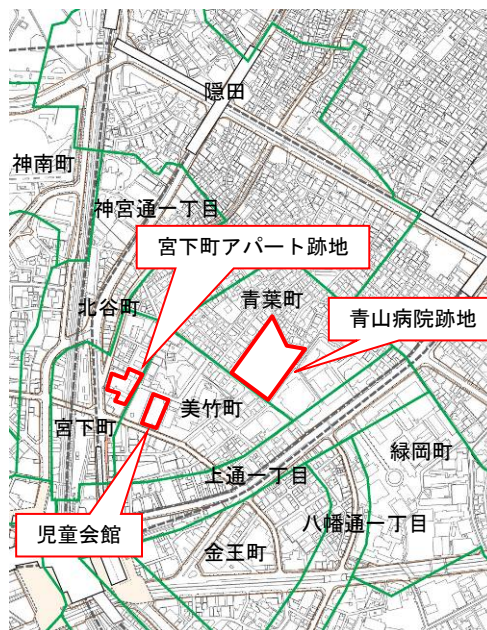 隠田
神南町
神宮通一丁目
宮下町アパート跡地
北谷町
青葉町
青山病院跡地
美竹町
宮下町
上通一丁目
緑岡町
児童会館
八幡通一丁目
金王町